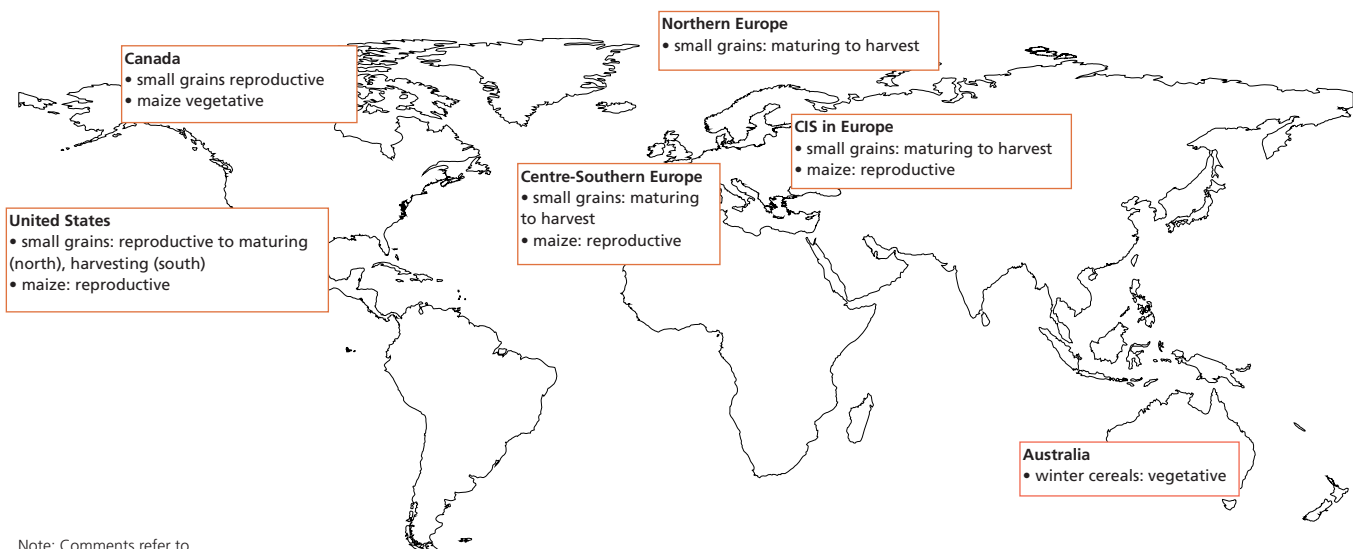 Northern Europe
• small grains: maturing to harvest
Canada
• small grains reproductive
• maize vegetative
CIS in Europe
• small grains: maturing to harvest
• maize: reproductive
Centre-Southern Europe
• small grains: maturing
to harvest
• maize: reproductive
United States
• small grains: reproductive to maturing
(north), harvesting (south)
• maize: reproductive
Australia
• winter cereals: vegetative
Note: Comments refer to